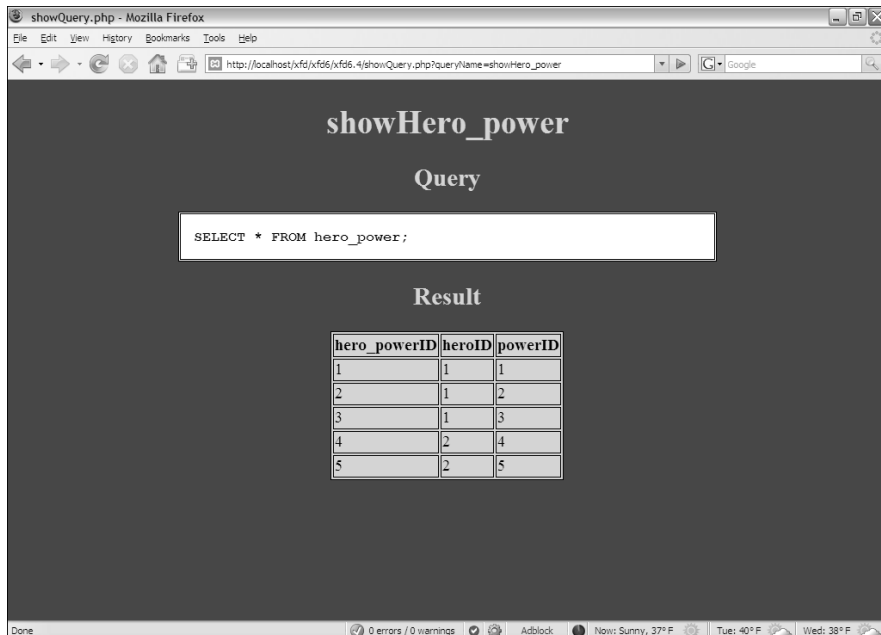 showQuery.php - Mozilla Firefox
File Edit View History Bookmarks Tools Help
http://localhost/xfd/xfd6/xfd6.4/showQuery.php?queryName=showHero_power
G Google
showHero_power
Query
SELECT * FROM hero_power;
Result
hero_powerID heroID powerID
1 1 1
2 1 2
3 1 3
4 2 4
5 2 5
Done 0 errors / 0 warnings Adblock Now: Sunny, 37° F Tue: 40° F Wed: 38° F